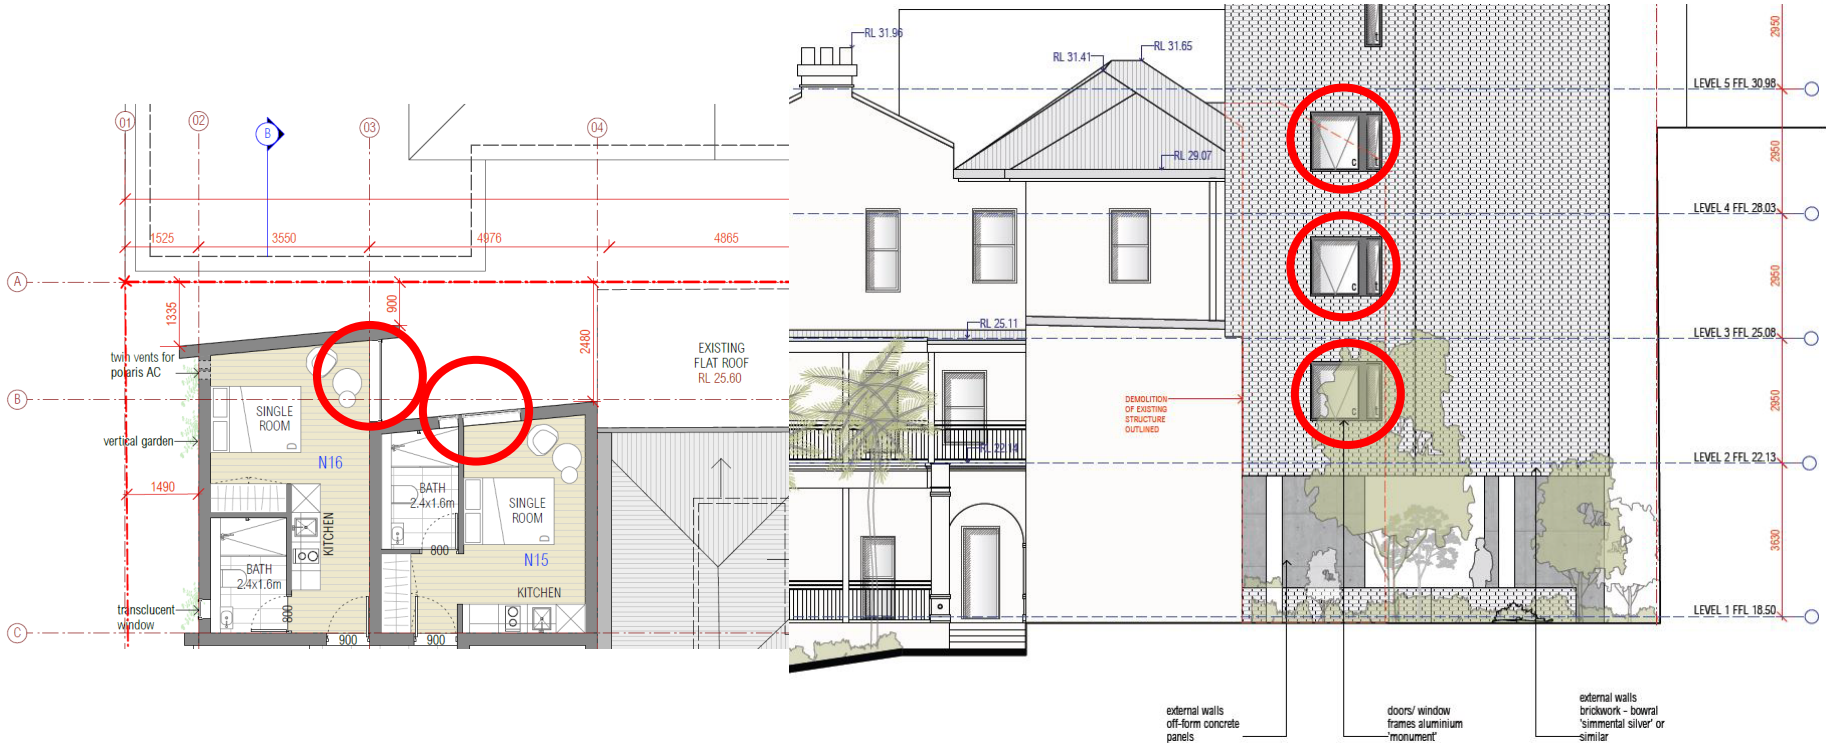 01
02
03
04
B
1525
3550
4976
4865
A
1335
900
2480
twin vents for
polaris AC
EXISTING
FLAT ROOF
RL 25.60
B
SINGLE
ROOM
vertical garden
N16
1490
BATH
2.4x1.6m
SINGLE
ROOM
KITCHEN
800
N15
BATH
2.4x1.6m
KITCHEN
800
transclucent
window
C
900
900
RL 31.96
RL 31.41
RL 31.65
RL 29.07
RL 25.11
RL 22.14
DEMOLITION
OF EXISTING
STRUCTURE
OUTLINED
t
c
t
c
t
c
t
2950
LEVEL 5 FFL 30.98
2950
LEVEL 4 FFL 28.03
2950
LEVEL 3 FFL 25.08
2950
LEVEL 2 FFL 22.13
3630
LEVEL 1 FFL 18.50
external walls
off-form concrete
panels
doors/ window
frames aluminium
'monument'
external walls
brickwork - bowral
'simmental silver' or
similar